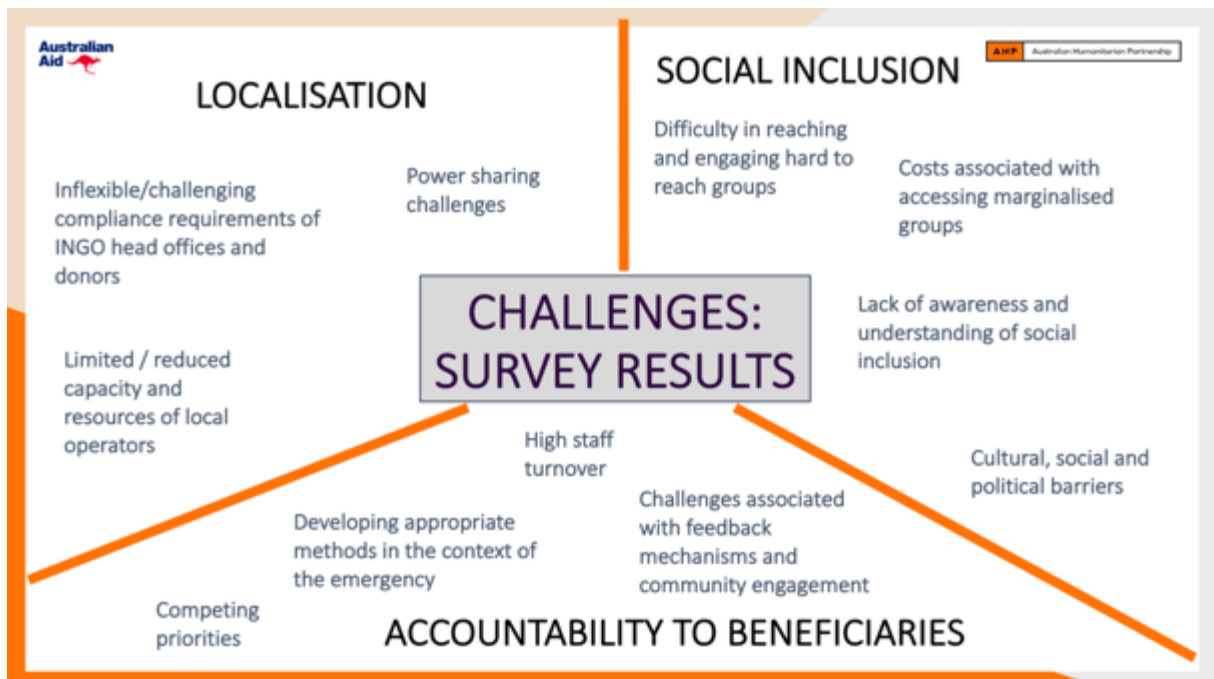 Australian
Aid
AHP Australian Humanitarian Partnership
LOCALISATION
Inflexible/challenging
compliance requirements of
INGO head offices and
donors
Power sharing
challenges
Limited / reduced
capacity and
resources of local
operators
SOCIAL INCLUSION
Difficulty in reaching
and engaging hard to
reach groups
Costs associated with
accessing marginalised
groups
Lack of awareness and
understanding of social
inclusion
Cultural, social and
political barriers
CHALLENGES:
SURVEY RESULTS
High staff
turnover
Challenges associated
with feedback
mechanisms and
community engagement
Developing appropriate
methods in the context of
the emergency
Competing
priorities
ACCOUNTABILITY TO BENEFICIARIES